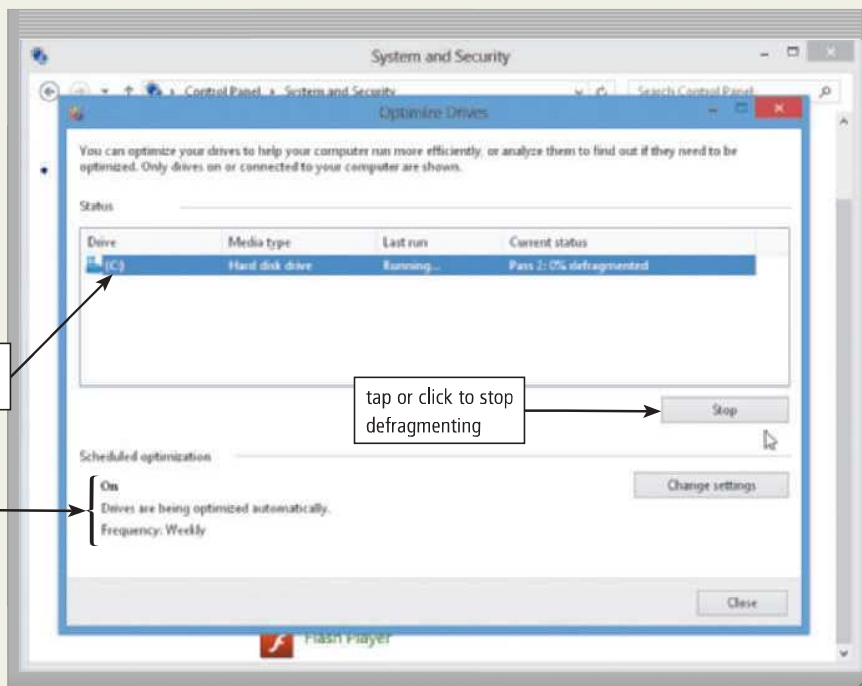 System and Security
Control Panel System and Security
Search Control Panel
Optimize Drives
You can optimize your drives to help your computer run more efficiently, or analyze them to find out if they need to be
optimized. Only drives on or connected to your computer are shown.
Status
Drive Media type Last run Current status
(C:) Hard disk drive Running... Pass 2: 0% defragmented
tap or click to stop
defragmenting
Stop
Scheduled optimization
On
Change settings
Drives are being optimized automatically.
Frequency: Weekly
Close
Flash Player